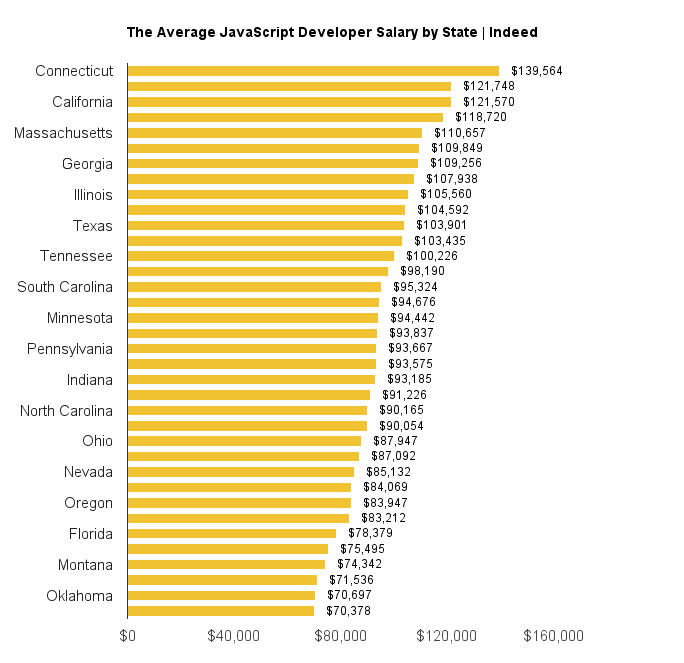 The Average JavaScript Developer Salary by State | Indeed
Connecticut $139,564
$121,748
California $121,570
$118,720
Massachusetts $110,657
$109,849
Georgia $109,256
$107,938
Illinois $105,560
$104,592
Texas $103,901
$103,435
Tennessee $100,226
$98,190
South Carolina $95,324
$94,676
Minnesota $94,442
$93,837
Pennsylvania $93,667
$93,575
Indiana $93,185
$91,226
North Carolina $90,165
$90,054
Ohio $87,947
$87,092
Nevada $85,132
$84,069
Oregon $83,947
$83,212
Florida $78,379
$75,495
Montana $74,342
$71,536
Oklahoma $70,697
$70,378
$0 $40,000 $80,000 $120,000 $160,000